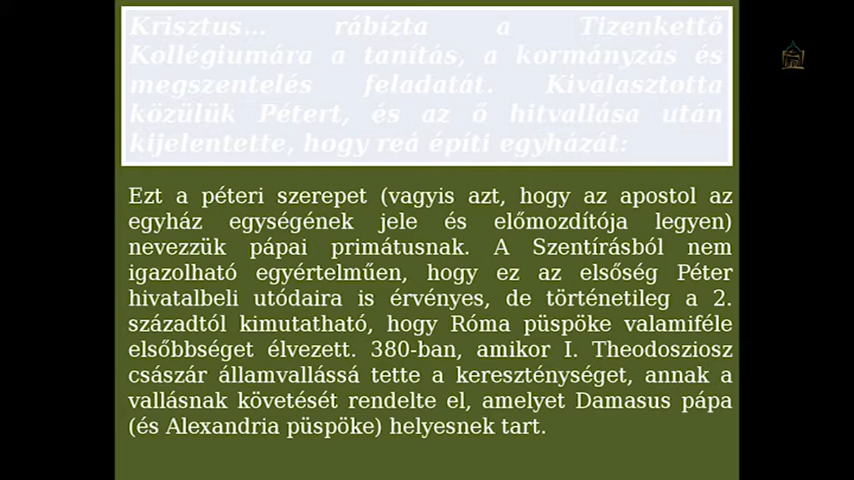 Krisztus... rábízta a Tizenkettő
Kollégiumára a tanítás, a kormányzás és
megszentelés feladatát. Kiválasztotta
közülük Pétert, és az ő hitvallása után
kijelentette, hogy reá építi egyházát:
Ezt a péteri szerepet (vagyis azt, hogy az apostol az
egyház egységének jele és előmozdítója legyen)
nevezzük pápai primátusnak. A Szentírásból nem
igazolható egyértelműen, hogy ez az elsőség Péter
hivatalbeli utódaira is érvényes, de történetileg a 2.
századtól kimutatható, hogy Róma püspöke valamiféle
elsőbbséget élvezett. 380-ban, amikor I. Theodosziosz
császár államvallássá tette a kereszténységet, annak a
vallásnak követését rendelte el, amelyet Damasus pápa
(és Alexandria püspöke) helyesnek tart.